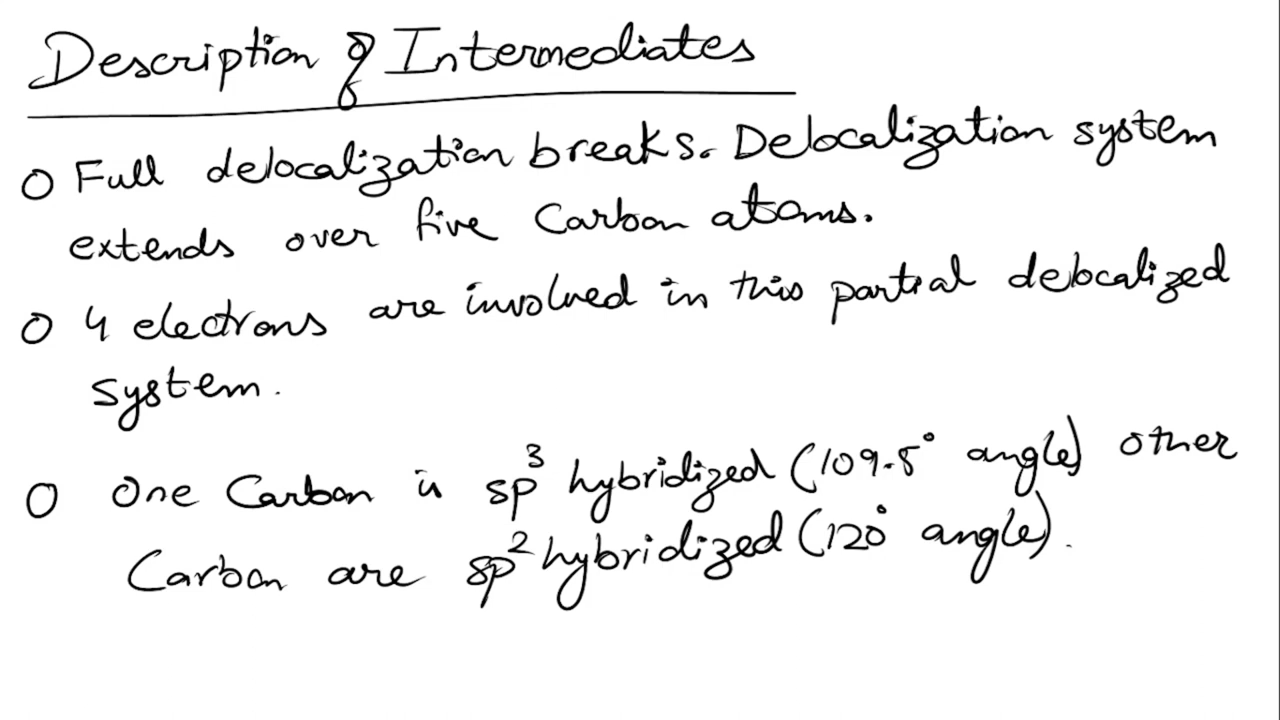 Description of Intermediates
o Full delocalization breaks. Delocalization system
extends over five Carbon atoms.
o 4 electrons are involved in this partial delocalized
system.
o One Carbon is sp³ hybridized (109.5° angle) other
Carbon are sp² hybridized (120° angle).